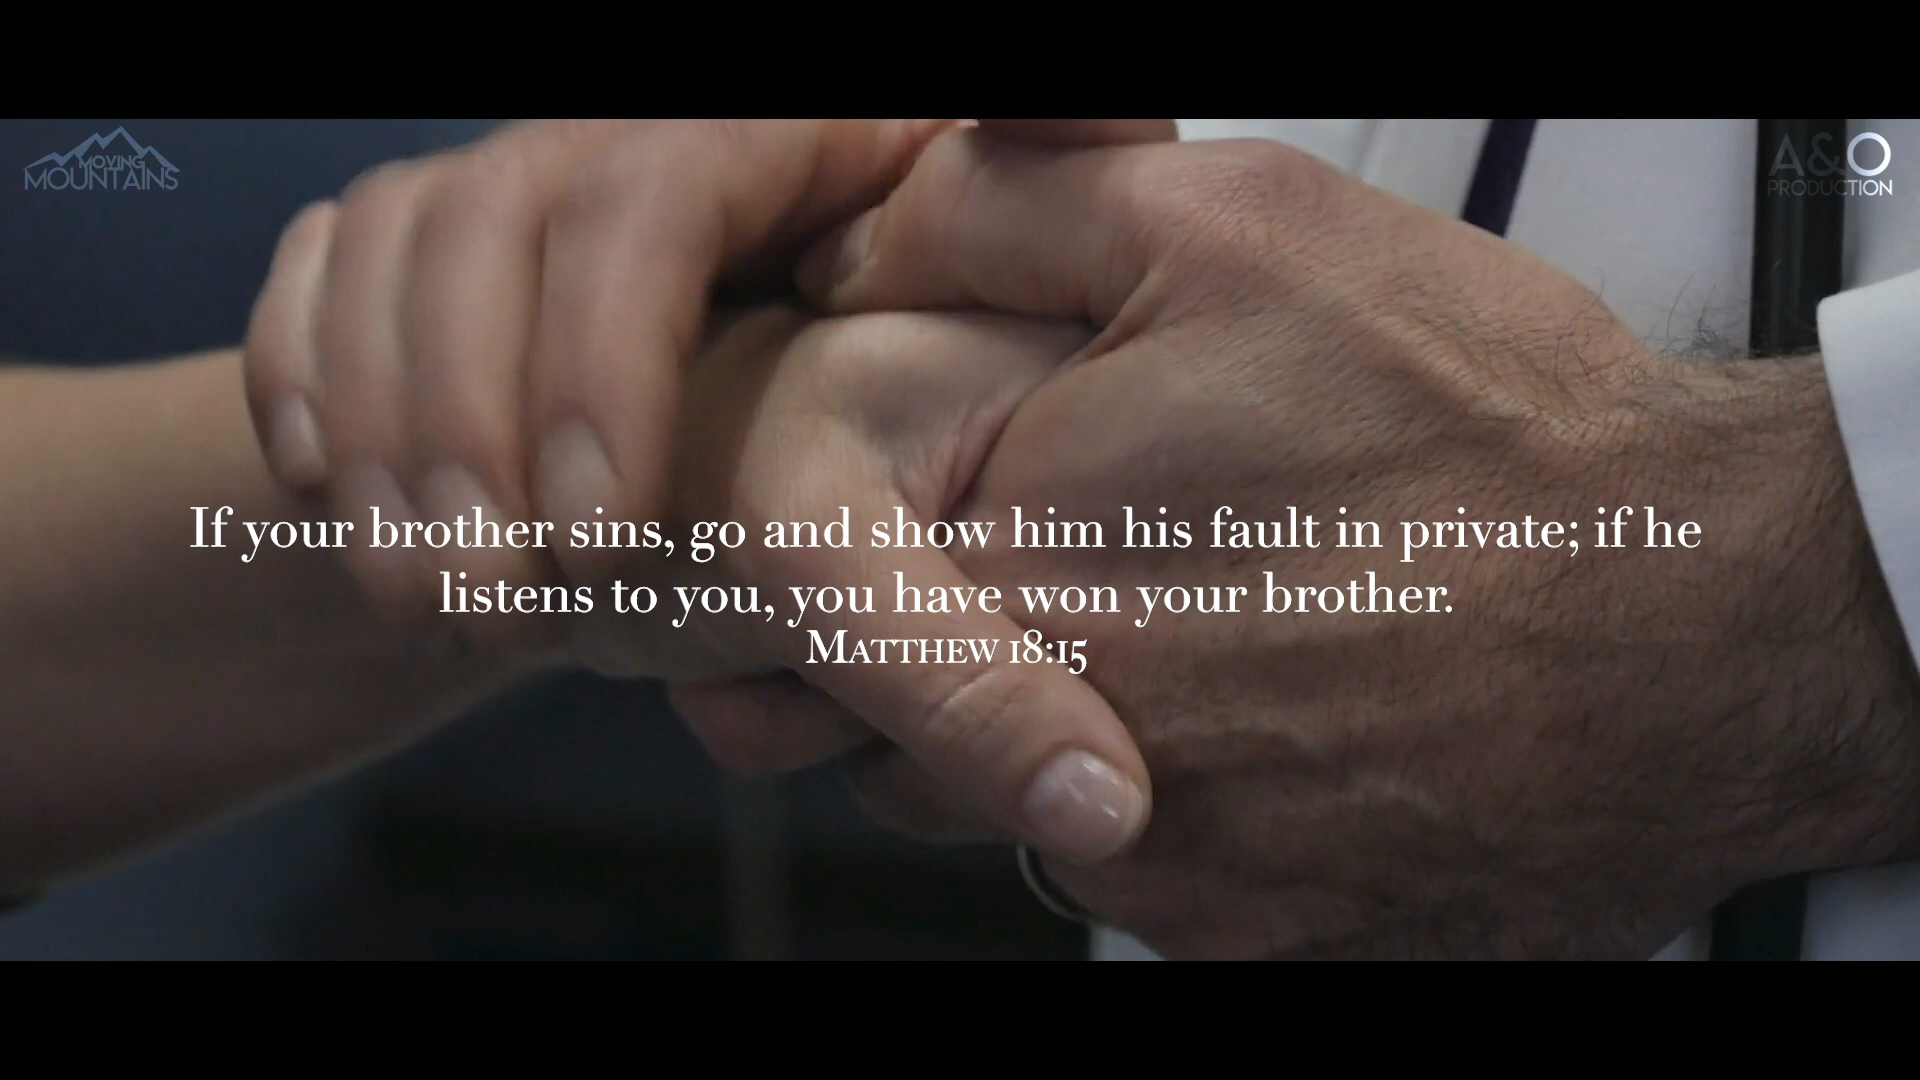 MOVING
MOUNTAINS
A&O
PRODUCTION
If your brother sins, go and show him his fault in private; if he
listens to you, you have won your brother.
MATTHEW 18:15